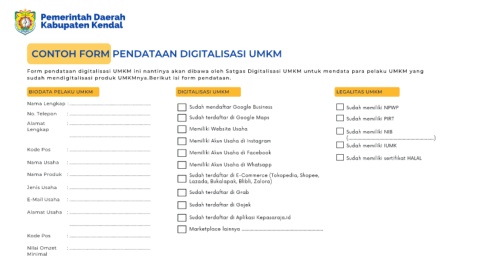 Pemerintah Daerah
Kabupaten Kendal
CONTOH FORM PENDATAAN DIGITALISASI UMKM
Form pendataan digitalisasi UMKM ini nantinya akan dibawa oleh Satgas Digitalisasi UMKM untuk mendata para pelaku UMKM yang
sudah mendigitalisasi produk UMKMnya.Berikut isi form pendataan.
BIODATA PELAKU UMKM
Nama Lengkap :
No. Telepon :
Alamat :
Lengkap
Kode Pos :
Nama Usaha :
Nama Produk :
Jenis Usaha :
E-Mail Usaha :
Alamat Usaha :
Kode Pos :
Nilai Omzet :
Minimal
DIGITALISASI UMKM
Sudah mendaftar Google Business
Sudah terdaftar di Google Maps
Memiliki Website Usaha
Memiliki Akun Usaha di Instagram
Memiliki Akun Usaha di Facebook
Memiliki Akun Usaha di Whatsapp
Sudah terdaftar di E-Commerce (Tokopedia, Shopee,
Lazada, Bukalapak, Blibli, Zalora)
Sudah terdaftar di Grab
Sudah terdaftar di Gojek
Sudah terdaftar di Aplikasi Kepasaraja.id
Marketplace lainnya
LEGALITAS UMKM
Sudah memiliki NPWP
Sudah memiliki PIRT
Sudah memiliki NIB
(........................................)
Sudah memiliki IUMK
Sudah memiliki sertifikat HALAL